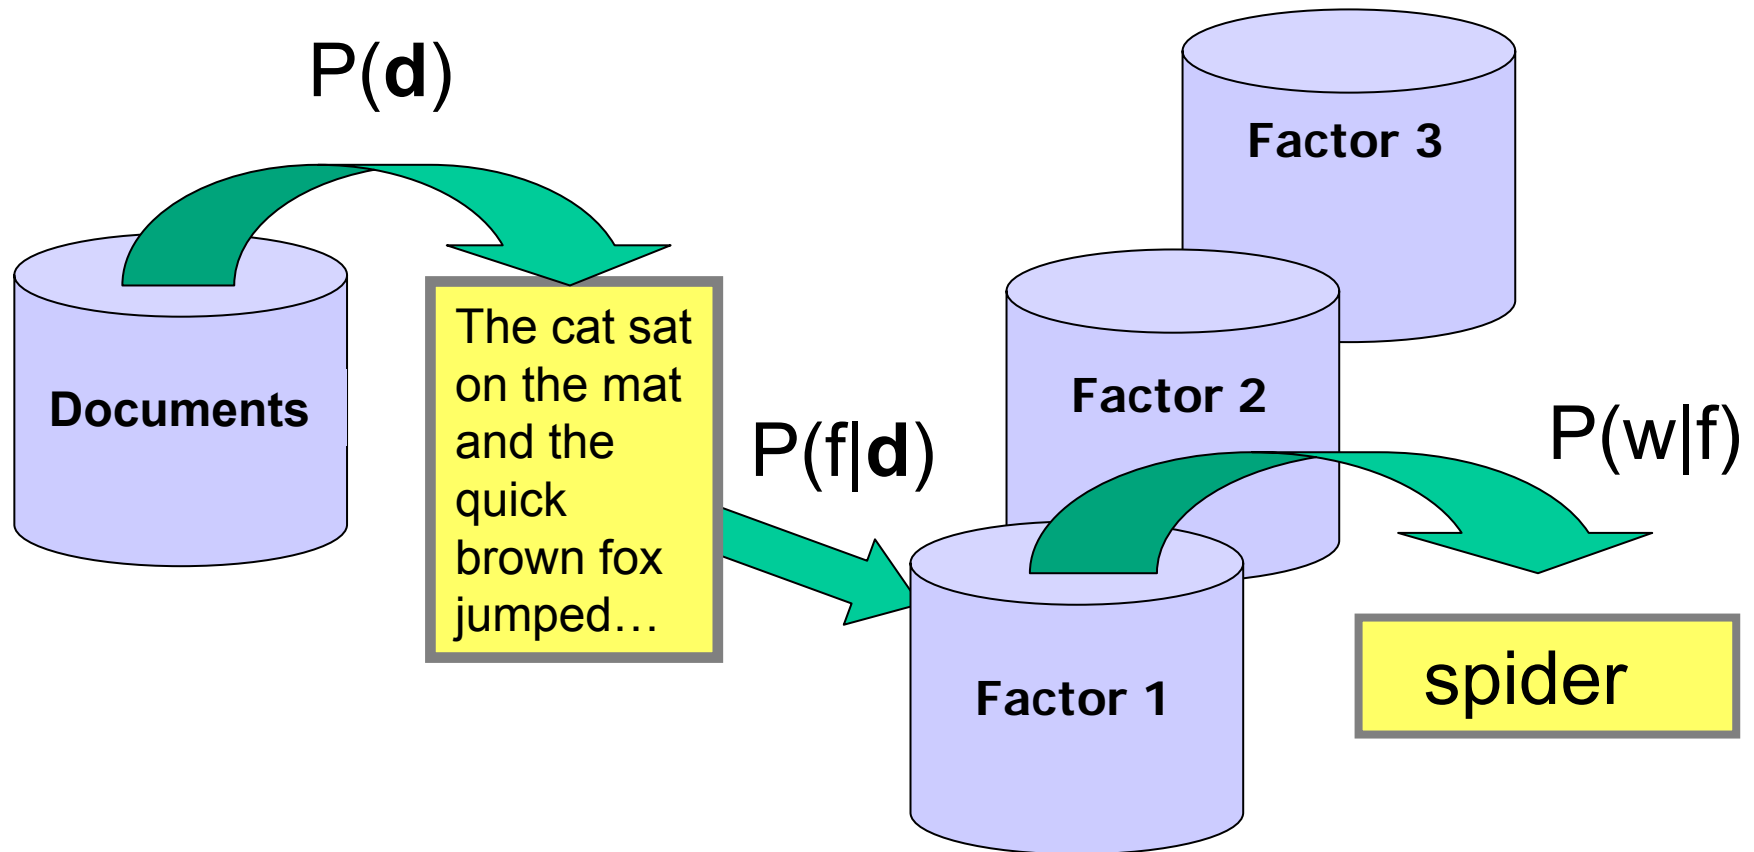 P(d)
Documents
The cat sat
on the mat
and the
quick
brown fox
jumped…
P(f|d)
Factor 3
Factor 2
Factor 1
P(w|f)
spider